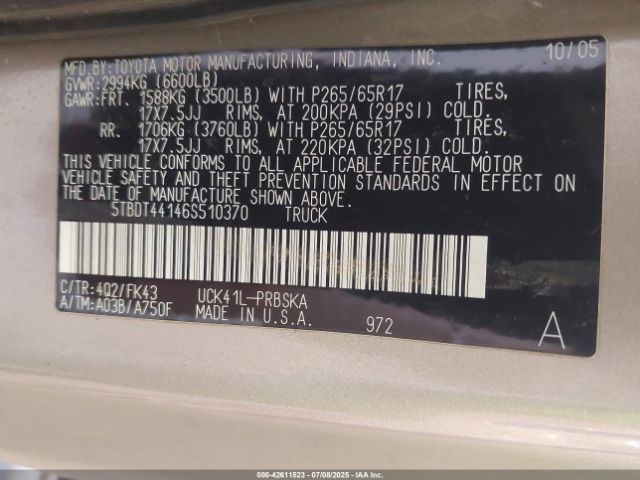 MFD.BY:TOYOTA MOTOR MANUFACTURING, INDIANA, INC. 10/05
GVWR:2994KG (6600LB)
GAWR:FRT. 1588KG (3500LB) WITH P265/65R17 TIRES,
17X7.5JJ RIMS, AT 200KPA (29PSI) COLD.
RR. 1706KG (3760LB) WITH P265/65R17 TIRES,
17X7.5JJ RIMS, AT 220KPA (32PSI) COLD.
THIS VEHICLE CONFORMS TO ALL APPLICABLE FEDERAL MOTOR
VEHICLE SAFETY AND THEFT PREVENTION STANDARDS IN EFFECT ON
THE DATE OF MANUFACTURE SHOWN ABOVE.
5TBDT44146S510370 TRUCK
C/TR:4Q2/FK43 UCK41L-PRBSKA
A/TM:A03B/A750F MADE IN U.S.A. 972 A
000-42611523 - 07/08/2025 - IAAI.COM